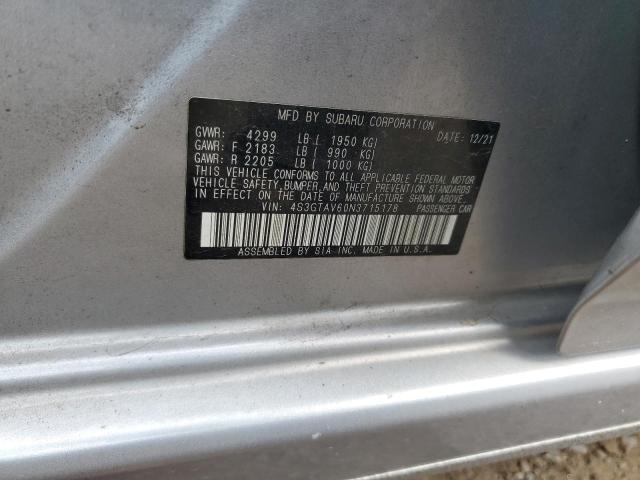 MFD BY SUBARU CORPORATION
GVWR: 4299 LB ( 1950 KG) DATE: 12/21
GAWR: F 2183 LB ( 990 KG)
GAWR: R 2205 LB ( 1000 KG)
THIS VEHICLE CONFORMS TO ALL APPLICABLE FEDERAL MOTOR
VEHICLE SAFETY, BUMPER, AND THEFT PREVENTION STANDARDS
IN EFFECT ON THE DATE OF MANUFACTURE SHOWN ABOVE.
VIN: 4S3GTAV60N3715178 PASSENGER CAR
ASSEMBLED BY SIA INC. MADE IN U.S.A.